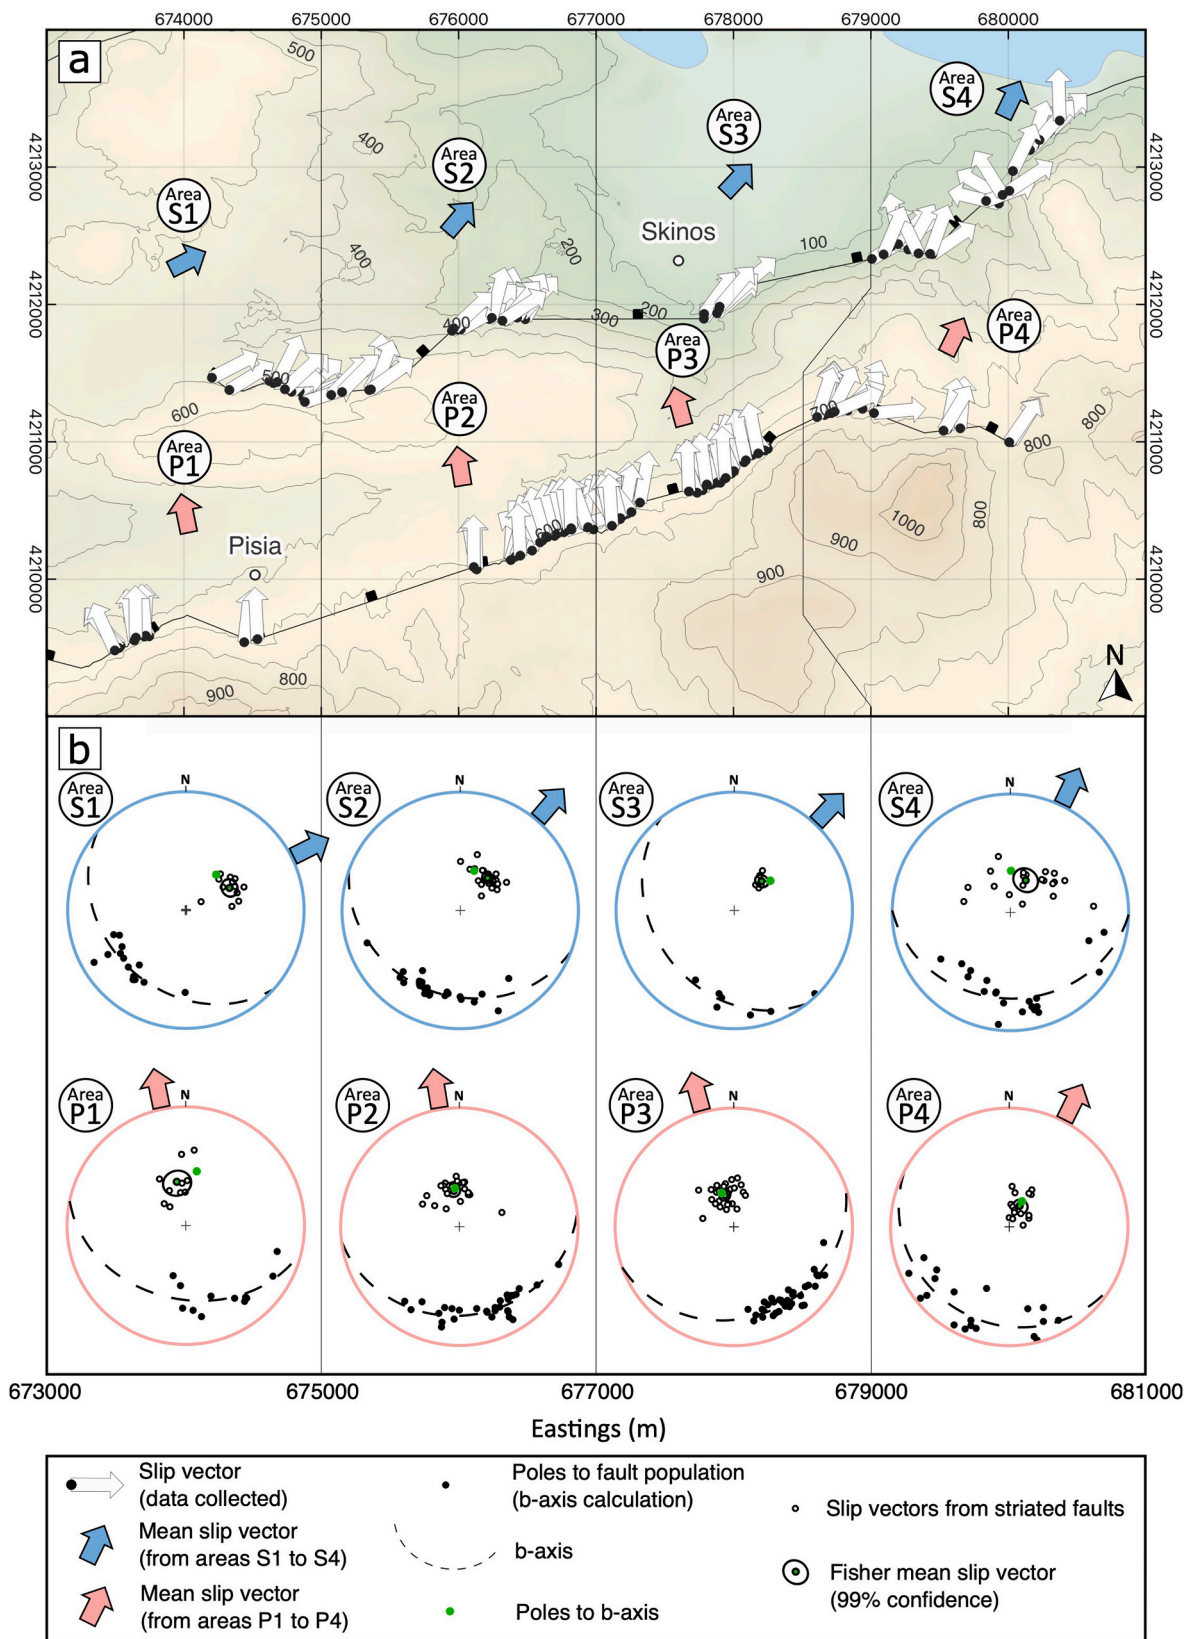 674000 675000 676000 677000 678000 679000 680000
a
500
Area
S4
Area
S3
400
4213000
4213000
Area
S2
Area
S1
Skinos
400
200
100
4212000
4212000
400
300
200
Area
P4
Area
P3
500
600
Area
P2
700
800
4211000
800
4211000
Area
P1
600
1000
800
900
Pisia
900
4210000
4210000
N
800
900
b
Area
S1
N
Area
S2
N
Area
S3
N
Area
S4
N
Area
P1
N
Area
P2
N
Area
P3
N
Area
P4
N
673000 675000 677000 679000 681000
Eastings (m)
Slip vector
(data collected)
Mean slip vector
(from areas S1 to S4)
Mean slip vector
(from areas P1 to P4)
Poles to fault population
(b-axis calculation)
b-axis
Poles to b-axis
Slip vectors from striated faults
Fisher mean slip vector
(99% confidence)